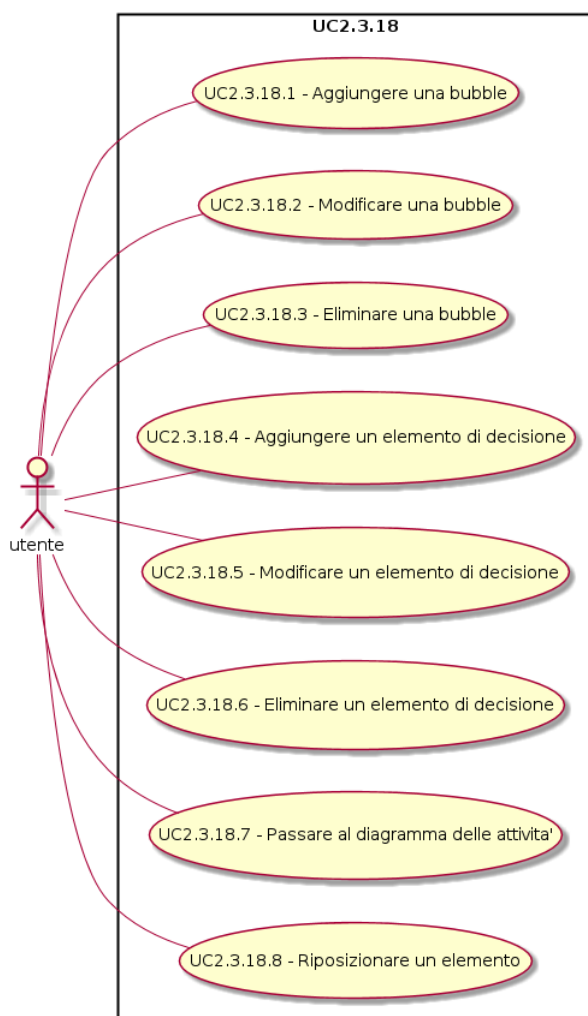 UC2.3.18
UC2.3.18.1 - Aggiungere una bubble
UC2.3.18.2 - Modificare una bubble
UC2.3.18.3 - Eliminare una bubble
UC2.3.18.4 - Aggiungere un elemento di decisione
utente
UC2.3.18.5 - Modificare un elemento di decisione
UC2.3.18.6 - Eliminare un elemento di decisione
UC2.3.18.7 - Passare al diagramma delle attivita'
UC2.3.18.8 - Riposizionare un elemento